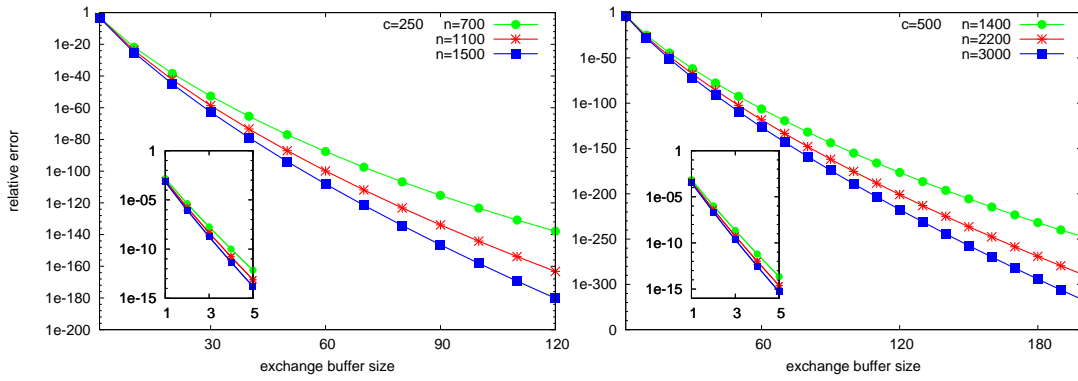 1
1e-20
1e-40
1e-60
1e-80
1e-100
1e-120
1e-140
1e-160
1e-180
1e-200
relative error
30
60
90
120
exchange buffer size
c=250 n=700
n=1100
n=1500
1
1e-05
1e-10
1e-15
1 3 5
1
1e-50
1e-100
1e-150
1e-200
1e-250
1e-300
0
60
120
180
exchange buffer size
c=500 n=1400
n=2200
n=3000
1
1e-05
1e-10
1e-15
1 3 5